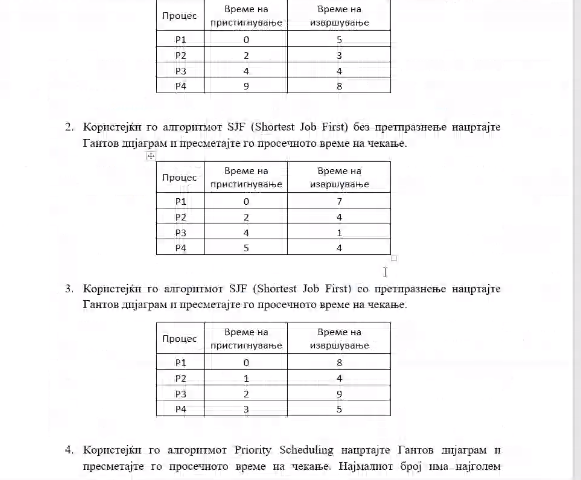 Процес Време на пристигнување Време на извршување
P1 0 5
P2 2 3
P3 4 4
P4 9 8
2. Користејќи го алгоритмот SJF (Shortest Job First) без претпразнење нацртајте
Гантов дијаграм и пресметајте го просечното време на чекање.
Процес Време на пристигнување Време на извршување
P1 0 7
P2 2 4
P3 4 1
P4 5 4
3. Користејќи го алгоритмот SJF (Shortest Job First) со претпразнење нацртајте
Гантов дијаграм и пресметајте го просечното време на чекање.
Процес Време на пристигнување Време на извршување
P1 0 8
P2 1 4
P3 2 9
P4 3 5
4. Користејќи го алгоритмот Priority Scheduling нацртајте Гантов дијаграм и
пресметајте го просечното време на чекање. Најмалиот број има најголем